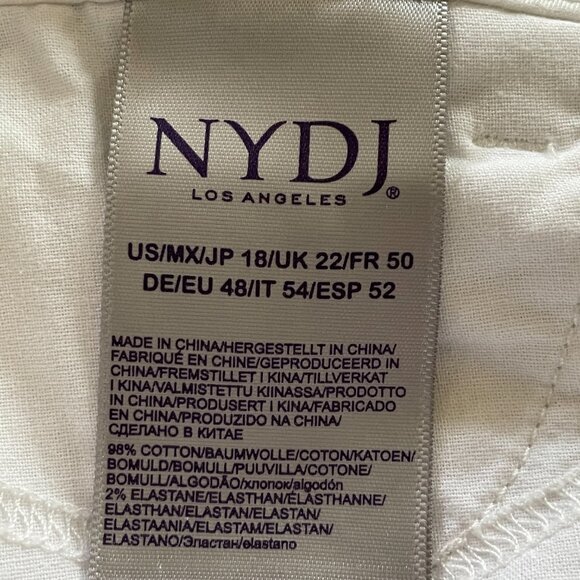 NYDJ®
LOS ANGELES
US/MX/JP 18/UK 22/FR 50
DE/EU 48/IT 54/ESP 52
MADE IN CHINA/HERGESTELLT IN CHINA/
FABRIQUÉ EN CHINE/GEPRODUCEERD IN
CHINA/FREMSTILLET I KINA/TILLVERKAT
I KINA/VALMISTETTU KIINASSA/PRODOTTO
IN CHINA/PRODUSERT I KINA/FABRICADO
EN CHINA/PRODUZIDO NA CHINA/
СДЕЛАНО В КИТАЕ
98% COTTON/BAUMWOLLE/COTON/KATOEN/
BOMULD/BOMULL/PUUVILLA/COTONE/
BOMULL/ALGODÃO/хлопок/algodón
2% ELASTANE/ELASTHAN/ÉLASTHANNE/
ELASTHAN/ELASTAN/ELASTAN/
ELASTAANIA/ELASTAM/ELASTAN/
ELASTANO/Эластан/elastano